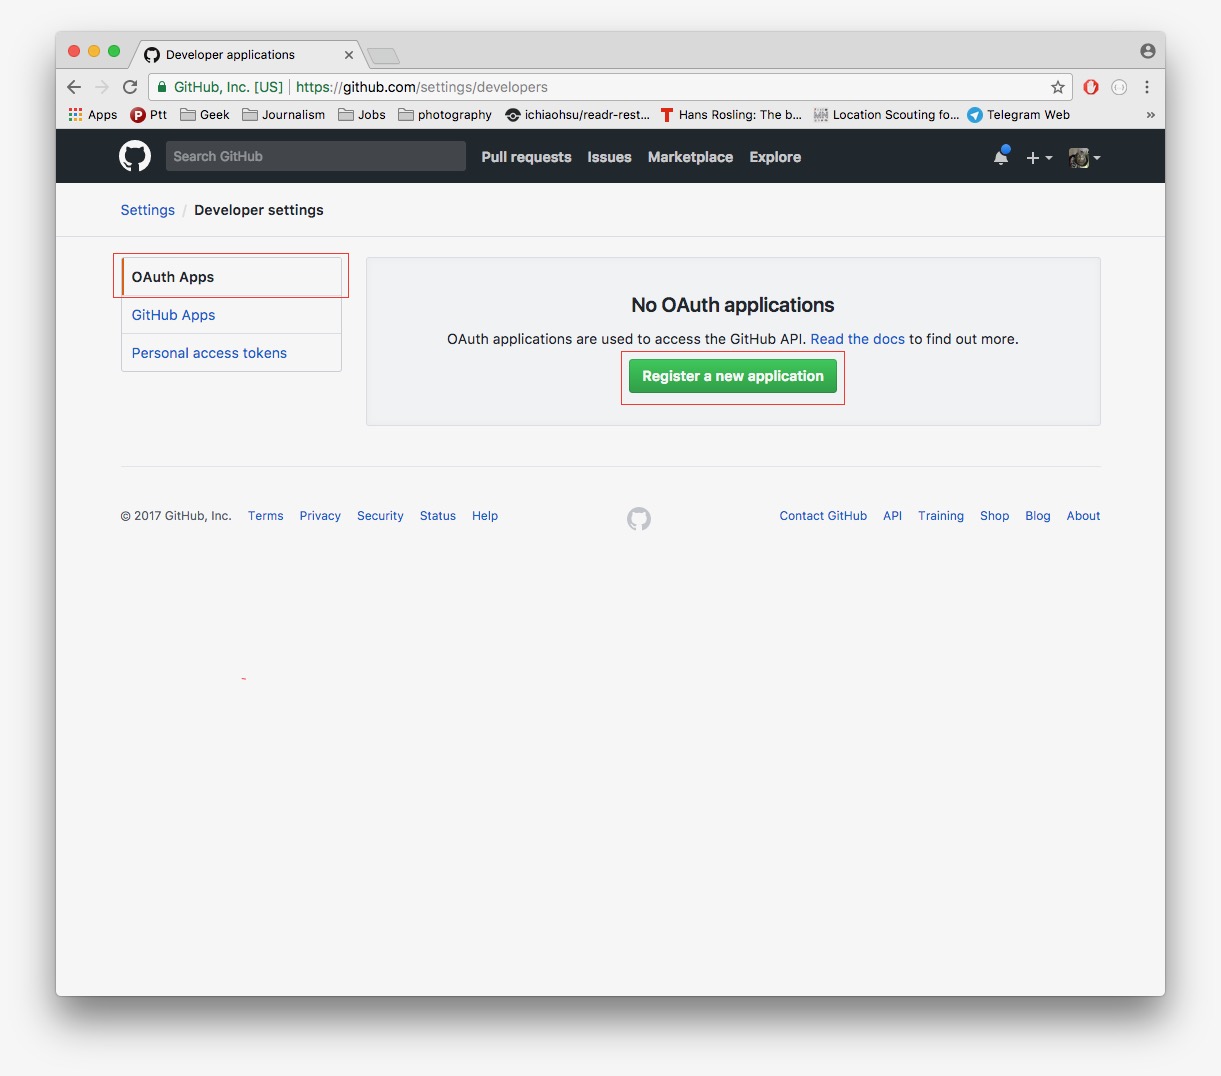 Developer applications
GitHub, Inc. [US] https://github.com/settings/developers
Apps Ptt Geek Journalism Jobs photography ichiaohsu/readr-rest... Hans Rosling: The b... Location Scouting fo... Telegram Web »
Search GitHub Pull requests Issues Marketplace Explore
Settings / Developer settings
OAuth Apps
GitHub Apps
Personal access tokens
No OAuth applications
OAuth applications are used to access the GitHub API. Read the docs to find out more.
Register a new application
© 2017 GitHub, Inc. Terms Privacy Security Status Help Contact GitHub API Training Shop Blog About